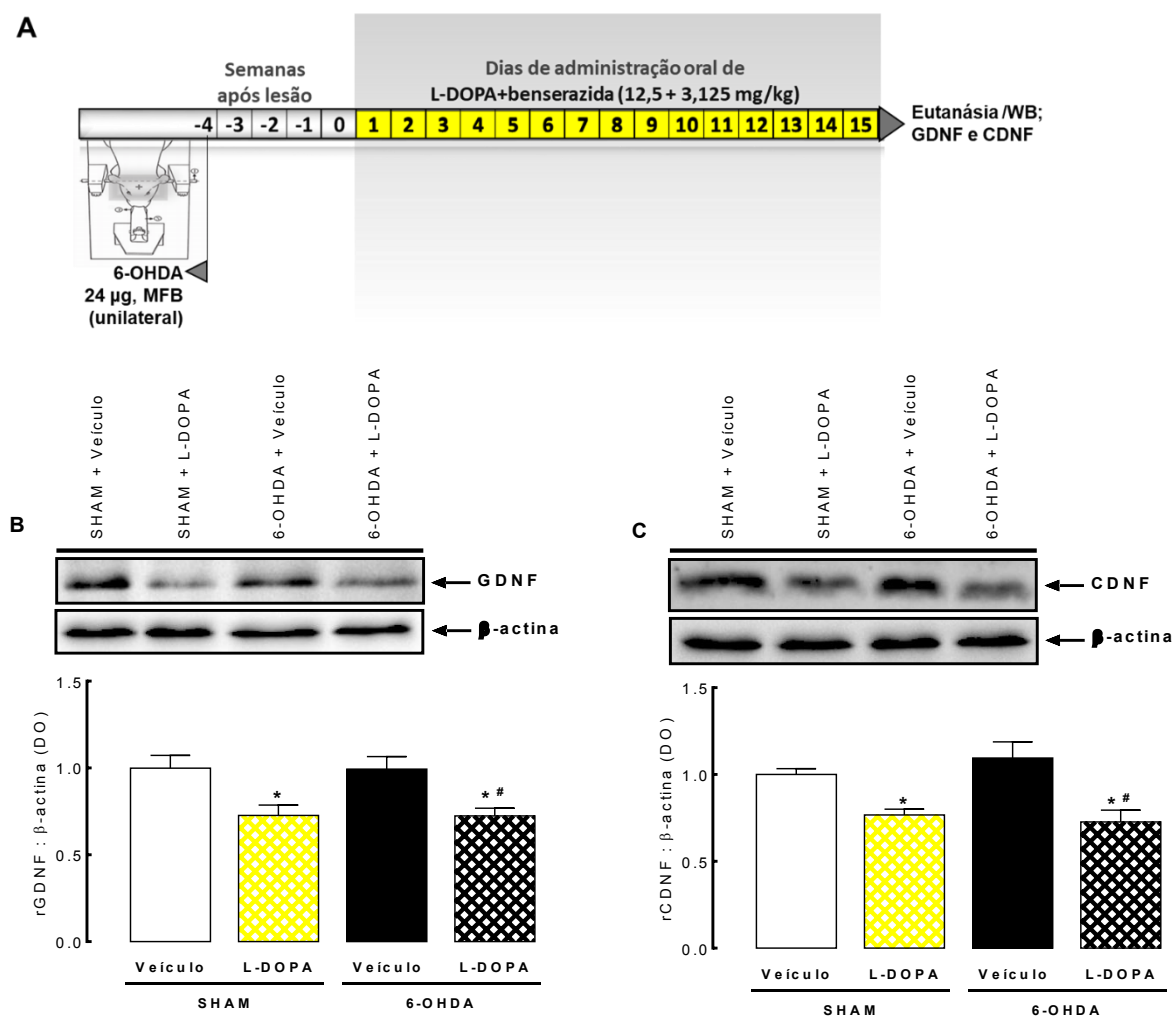 A
Semanas
após lesão
Dias de administração oral de
L-DOPA+benserazida (12,5 + 3,125 mg/kg)
-4 -3 -2 -1 0 1 2 3 4 5 6 7 8 9 10 11 12 13 14 15
Eutanásia /WB;
GDNF e CDNF
6-OHDA
24 µg, MFB
(unilateral)
B
SHAM + Veículo
SHAM + L-DOPA
6-OHDA + Veículo
6-OHDA + L-DOPA
GDNF
β-actina
rGDNF : β-actina (DO)
1.5
1.0
0.5
0.0
*
* #
Veículo L-DOPA Veículo L-DOPA
SHAM 6-OHDA
C
SHAM + Veículo
SHAM + L-DOPA
6-OHDA + Veículo
6-OHDA + L-DOPA
CDNF
β-actina
rCDNF : β-actina (DO)
1.5
1.0
0.5
0.0
*
* #
Veículo L-DOPA Veículo L-DOPA
SHAM 6-OHDA